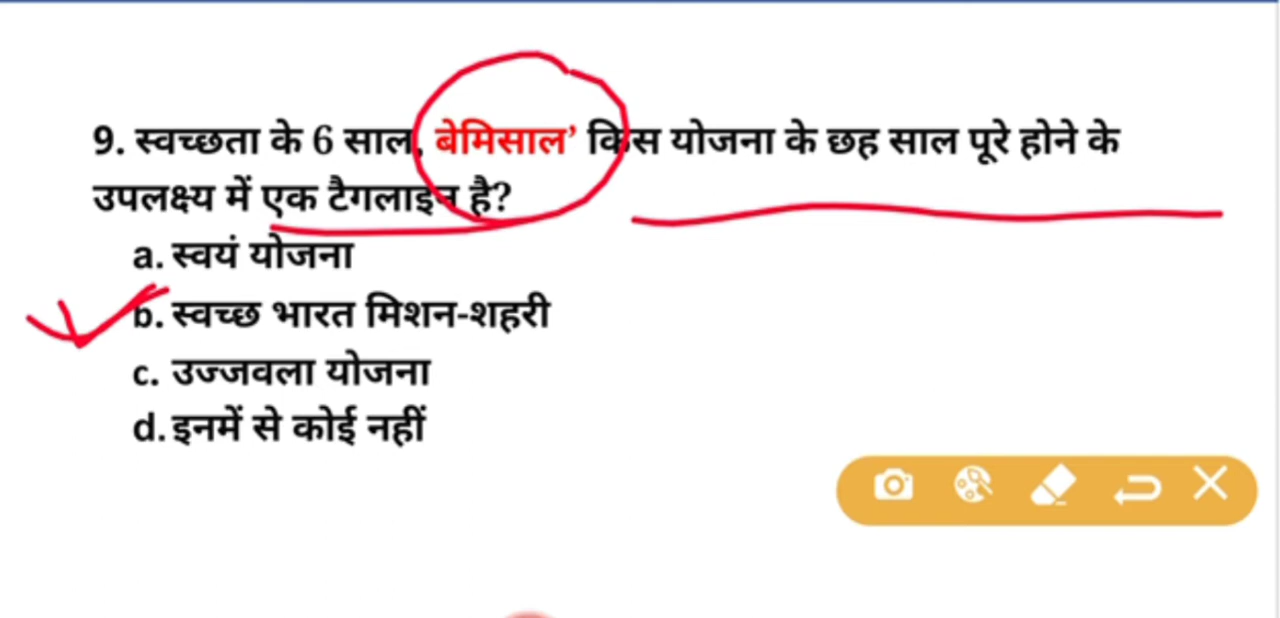 9. स्वच्छता के 6 साल, बेमिसाल’ किस योजना के छह साल पूरे होने के
उपलक्ष्य में एक टैगलाइन है?
a. स्वयं योजना
b. स्वच्छ भारत मिशन-शहरी
c. उज्जवला योजना
d. इनमें से कोई नहीं